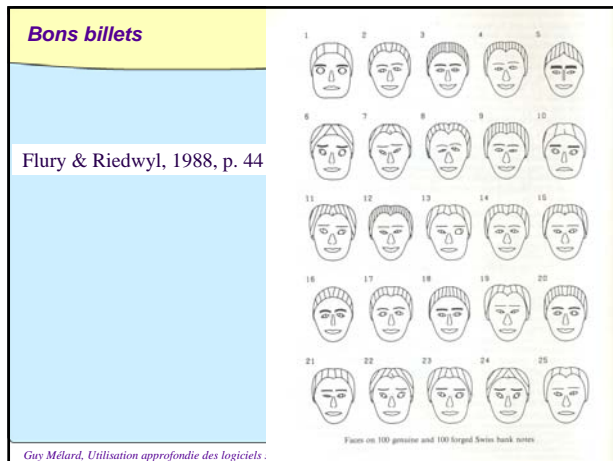 Bons billets
Flury & Riedwyl, 1988, p. 44
1 2 3 4 5
6 7 8 9 10
11 12 13 14 15
16 17 18 19 20
21 22 23 24 25
Faces on 100 genuine and 100 forged Swiss bank notes
Guy Mélard, Utilisation approfondie des logiciels